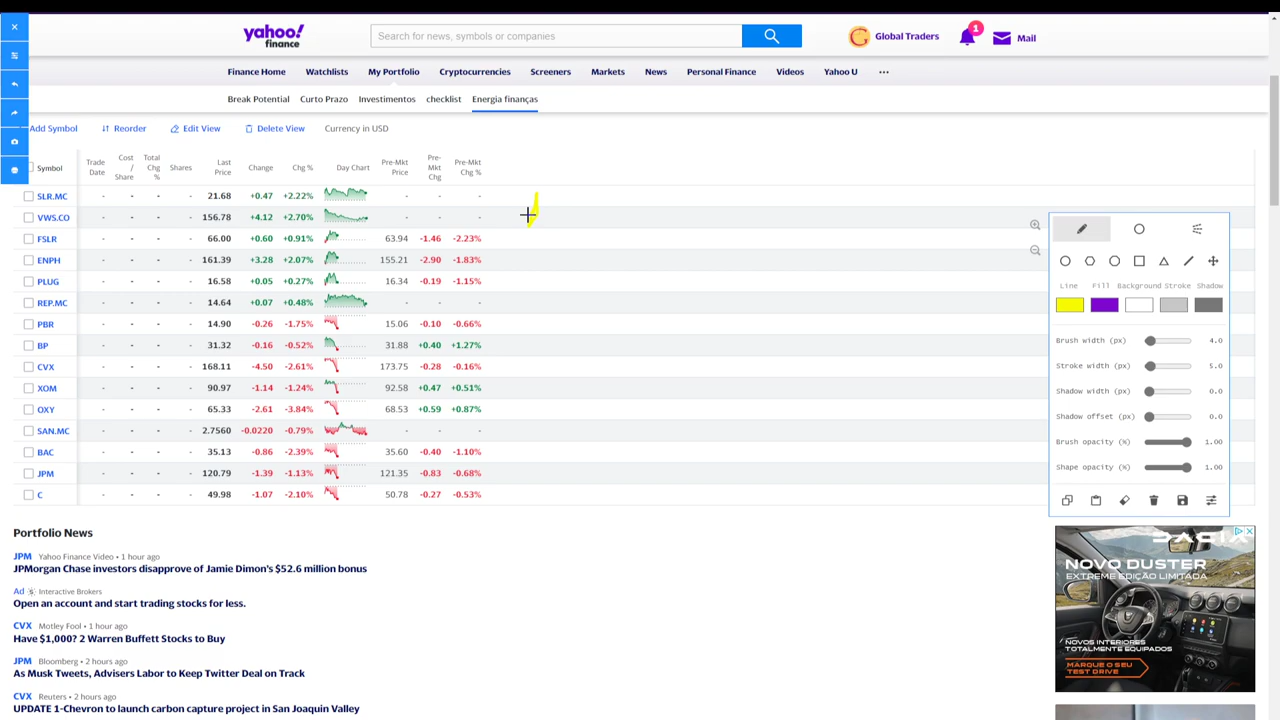 yahoo!
finance
Search for news, symbols or companies
G Global Traders
1
Mail
Finance Home Watchlists My Portfolio Cryptocurrencies Screeners Markets News Personal Finance Videos Yahoo U ...
Break Potential Curto Prazo Investimentos checklist Energia finanças
Add Symbol Reorder Edit View Delete View Currency in USD
Symbol Trade Date Cost / Share Total Chg % Shares Last Price Change Chg % Day Chart Pre-Mkt Price Pre-Mkt Chg Pre-Mkt Chg %
SLR.MC - - - - 21.68 +0.47 +2.22% - - -
VWS.CO - - - - 156.78 +4.12 +2.70% - - -
FSLR - - - - 66.00 +0.60 +0.91% 63.94 -1.46 -2.23%
ENPH - - - - 161.39 +3.28 +2.07% 155.21 -2.90 -1.83%
PLUG - - - - 16.58 +0.05 +0.27% 16.34 -0.19 -1.15%
REP.MC - - - - 14.64 +0.07 +0.48% - - -
PBR - - - - 14.90 -0.26 -1.75% 15.06 -0.10 -0.66%
BP - - - - 31.32 -0.16 -0.52% 31.88 +0.40 +1.27%
CVX - - - - 168.11 -4.50 -2.61% 173.75 -0.28 -0.16%
XOM - - - - 90.97 -1.14 -1.24% 92.58 +0.47 +0.51%
OXY - - - - 65.33 -2.61 -3.84% 68.53 +0.59 +0.87%
SAN.MC - - - - 2.7560 -0.0220 -0.79% - - -
BAC - - - - 35.13 -0.86 -2.39% 35.60 -0.40 -1.10%
JPM - - - - 120.79 -1.39 -1.13% 121.35 -0.83 -0.68%
C - - - - 49.98 -1.07 -2.10% 50.78 -0.27 -0.53%
Line Fill Background Stroke Shadow
Brush width (px) 4.0
Stroke width (px) 5.0
Shadow width (px) 0.0
Shadow offset (px) 0.0
Brush opacity (%) 1.00
Shape opacity (%) 1.00
Portfolio News
JPM Yahoo Finance Video • 1 hour ago
JPMorgan Chase investors disapprove of Jamie Dimon's $52.6 million bonus
Ad Interactive Brokers
Open an account and start trading stocks for less.
CVX Motley Fool • 1 hour ago
Have $1,000? 2 Warren Buffett Stocks to Buy
JPM Bloomberg • 2 hours ago
As Musk Tweets, Advisers Labor to Keep Twitter Deal on Track
CVX Reuters • 2 hours ago
UPDATE 1-Chevron to launch carbon capture project in San Joaquin Valley
DACIA
NOVO DUSTER
EXTREME EDIÇÃO LIMITADA
NOVOS INTERIORES
TOTALMENTE EQUIPADOS
MARQUE O SEU
TEST DRIVE